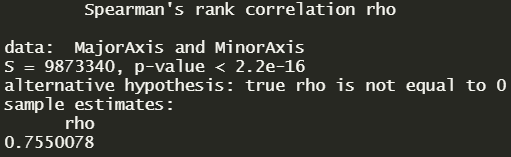 Spearman's rank correlation rho
data:  MajorAxis and MinorAxis
S = 9873340, p-value < 2.2e-16
alternative hypothesis: true rho is not equal to 0
sample estimates:
rho
0.7550078